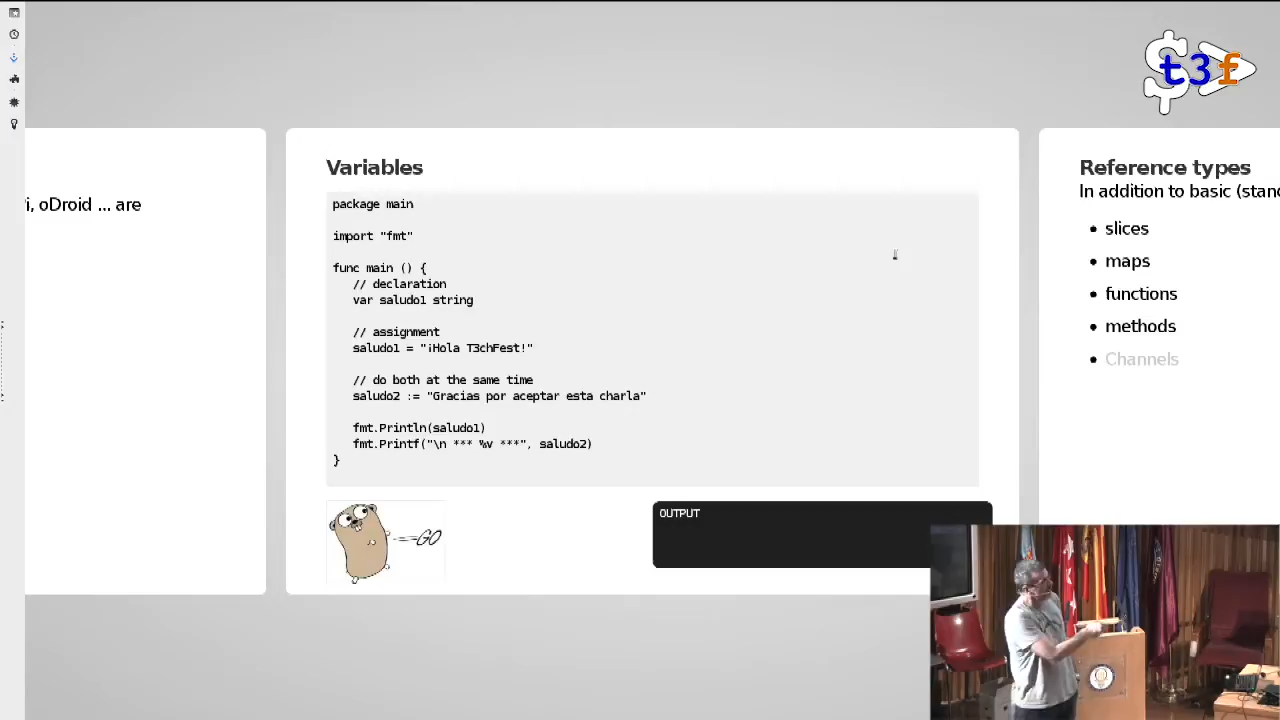 $t3f
i, oDroid ... are
Variables
package main
import "fmt"
func main () {
// declaration
var saludo1 string
// assignment
saludo1 = "¡Hola T3chFest!"
// do both at the same time
saludo2 := "Gracias por aceptar esta charla"
fmt.Println(saludo1)
fmt.Printf("\n *** %v ***", saludo2)
}
GO
OUTPUT
Reference types
In addition to basic (stanc
• slices
• maps
• functions
• methods
• Channels